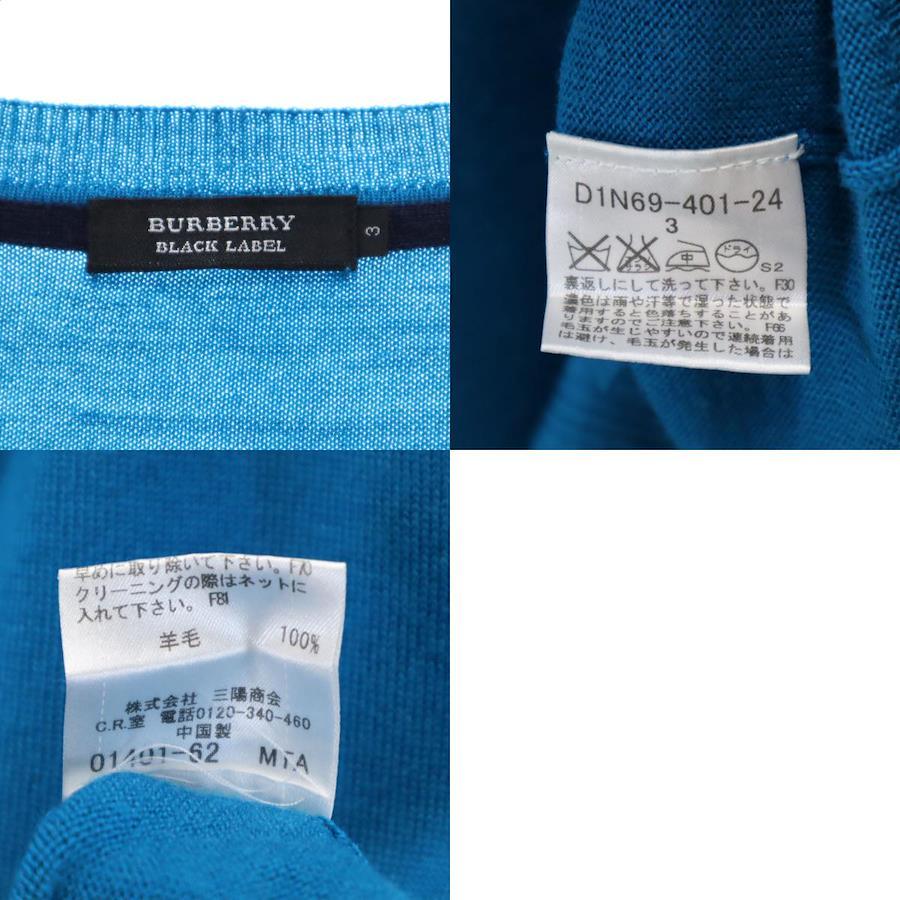 BURBERRY
BLACK LABEL
3
D1N69-401-24
3
中
ドライ
S2
裏返しにして洗って下さい。F30
濃色は雨や汗等で湿った状態で
着用すると色落ちすることがあ
りますのでご注意下さい。 F66
毛玉が生じやすいので連続着用
は避け、毛玉が発生した場合は
早めに取り除いて下さい。F70
クリーニングの際はネットに
入れて下さい。 F81
羊毛 100%
株式会社 三陽商会
C.R.室 電話0120-340-460
中国製
01401-62 MTA